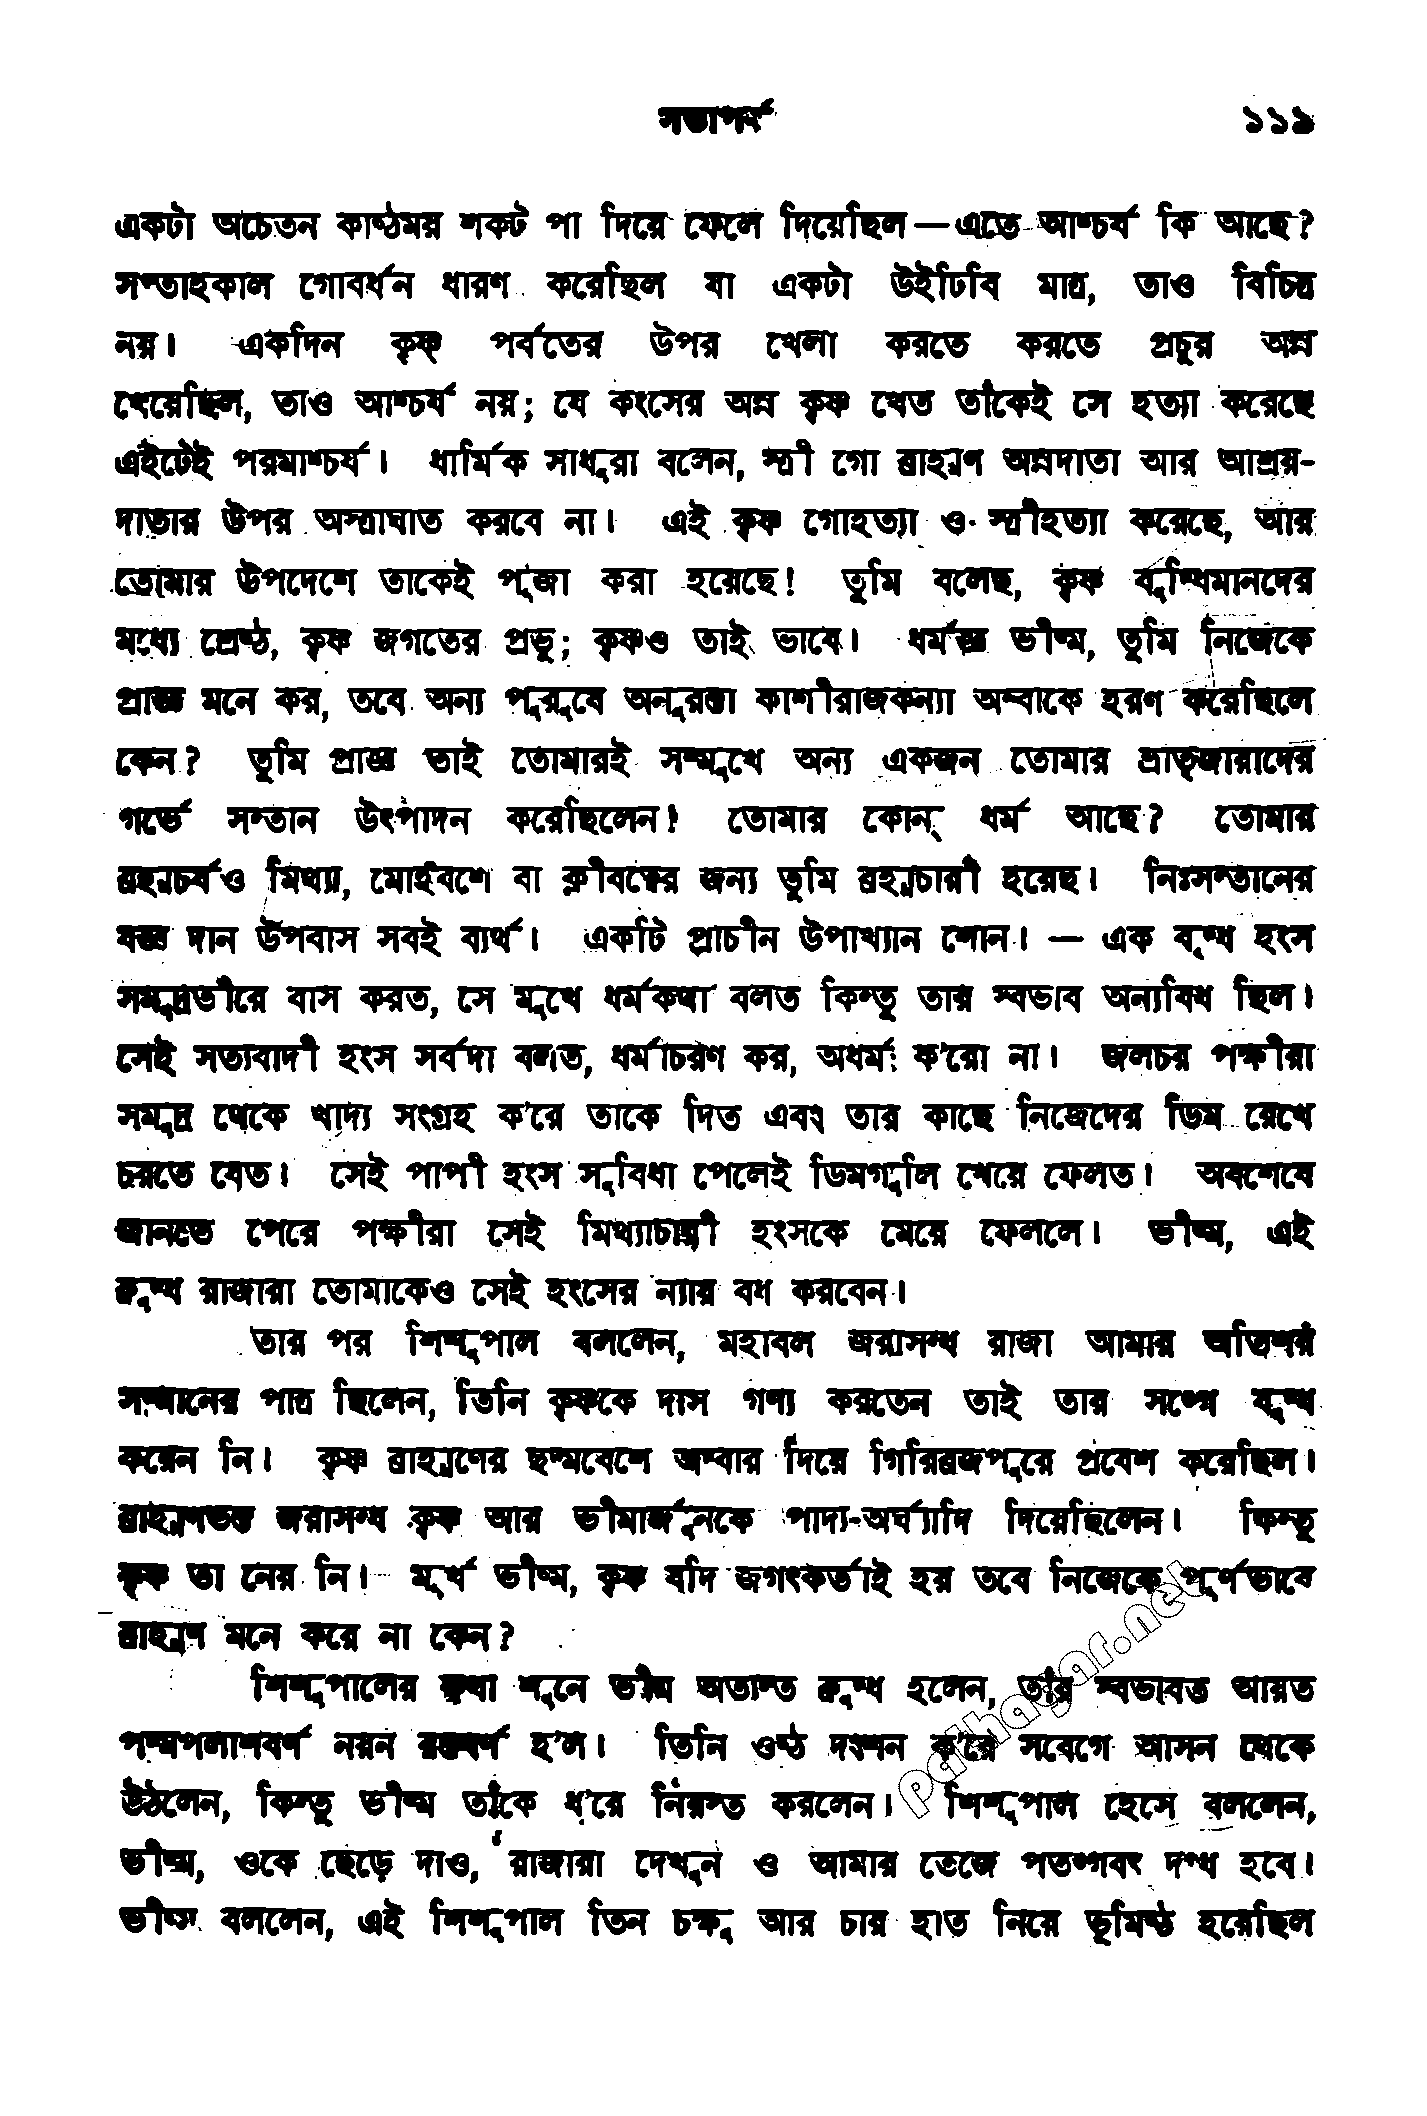 সভাপর্ব ১১৯
একটা অচেতন কাষ্ঠময় শকট পা দিয়ে ফেলে দিয়েছিল — এতে আশ্চর্য কি আছে?
সপ্তাহকাল গোবর্ধন ধারণ করেছিল যা একটা উইঢিবি মাত্র, তাও বিচিত্র
নয়। একদিন কৃষ্ণ পর্বতের উপর খেলা করতে করতে প্রচুর অন্ন
খেয়েছিল, তাও আশ্চর্য নয়; যে কংসের অন্ন কৃষ্ণ খেত তাঁকেই সে হত্যা করেছে
এইটেই পরমাশ্চর্য। ধার্মিক সাধুরা বলেন, স্ত্রী গো ব্রাহ্মণ অন্নদাতা আর আশ্রয়-
দাতার উপর অস্ত্রাঘাত করবে না। এই কৃষ্ণ গোহত্যা ও স্ত্রীহত্যা করেছে, আর
তোমার উপদেশে তাকেই পূজা করা হয়েছে! তুমি বলেছ, কৃষ্ণ বুদ্ধিমানদের
মধ্যে শ্রেষ্ঠ, কৃষ্ণ জগতের প্রভু; কৃষ্ণও তাই ভাবে। ধর্মজ্ঞ ভীষ্ম, তুমি নিজেকে
প্রাজ্ঞ মনে কর, তবে অন্য পুরুষে অনুরক্তা কাশীরাজকন্যা অম্বাকে হরণ করেছিলে
কেন? তুমি প্রাজ্ঞ তাই তোমারই সম্মুখে অন্য একজন তোমার ভ্রাতৃজায়াদের
গর্ভে সন্তান উৎপাদন করেছিলেন! তোমার কোন্ ধর্ম আছে? তোমার
ব্রহ্মচর্যও মিথ্যা, মোহবশে বা ক্লীবত্বের জন্য তুমি ব্রহ্মচারী হয়েছ। নিঃসন্তানের
যজ্ঞ দান উপবাস সবই ব্যর্থ। একটি প্রাচীন উপাখ্যান শোন। — এক বৃদ্ধ হংস
সমুদ্রতীরে বাস করত, সে মুখে ধর্মকথা বলত কিন্তু তার স্বভাব অন্যবিধ ছিল।
সেই সত্যবাদী হংস সর্বদা বলত, ধর্মাচরণ কর, অধর্ম ক'রো না। জলচর পক্ষীরা
সমুদ্র থেকে খাদ্য সংগ্রহ ক'রে তাকে দিত এবং তার কাছে নিজেদের ডিম রেখে
চরতে যেত। সেই পাপী হংস সুবিধা পেলেই ডিমগুলি খেয়ে ফেলত। অবশেষে
জানতে পেরে পক্ষীরা সেই মিথ্যাচারী হংসকে মেরে ফেললে। ভীষ্ম, এই
ক্রুদ্ধ রাজারা তোমাকেও সেই হংসের ন্যায় বধ করবেন।
তার পর শিশুপাল বললেন, মহাবল জরাসন্ধ রাজা আমার অতিশয়
সম্মানের পাত্র ছিলেন, তিনি কৃষ্ণকে দাস গণ্য করতেন তাই তার সঙ্গে যুদ্ধ
করেন নি। কৃষ্ণ ব্রাহ্মণের ছদ্মবেশে অদ্বার দিয়ে গিরিব্রজপুরে প্রবেশ করেছিল।
ব্রাহ্মণভক্ত জরাসন্ধ কৃষ্ণ আর ভীমার্জুনকে পাদ্য-অর্ঘ্যাদি দিয়েছিলেন। কিন্তু
কৃষ্ণ তা নেয় নি। মূর্খ ভীষ্ম, কৃষ্ণ যদি জগৎকর্তাই হয় তবে নিজেকে পূর্ণভাবে
ব্রাহ্মণ মনে করে না কেন?
শিশুপালের কথা শুনে ভীম অত্যন্ত ক্রুদ্ধ হলেন, তাঁর স্বভাবত আয়ত
পদ্মপলাশবর্ণ নয়ন রক্তবর্ণ হ'ল। তিনি ওষ্ঠ দংশন ক'রে সবেগে আসন থেকে
উঠলেন, কিন্তু ভীষ্ম তাঁকে ধ'রে নিরস্ত করলেন। শিশুপাল হেসে বললেন,
ভীষ্ম, ওকে ছেড়ে দাও, রাজারা দেখুন ও আমার তেজে পতঙ্গবৎ দগ্ধ হবে।
ভীষ্ম বললেন, এই শিশুপাল তিন চক্ষু আর চার হাত নিয়ে ভূমিষ্ঠ হয়েছিল
pathagar.net